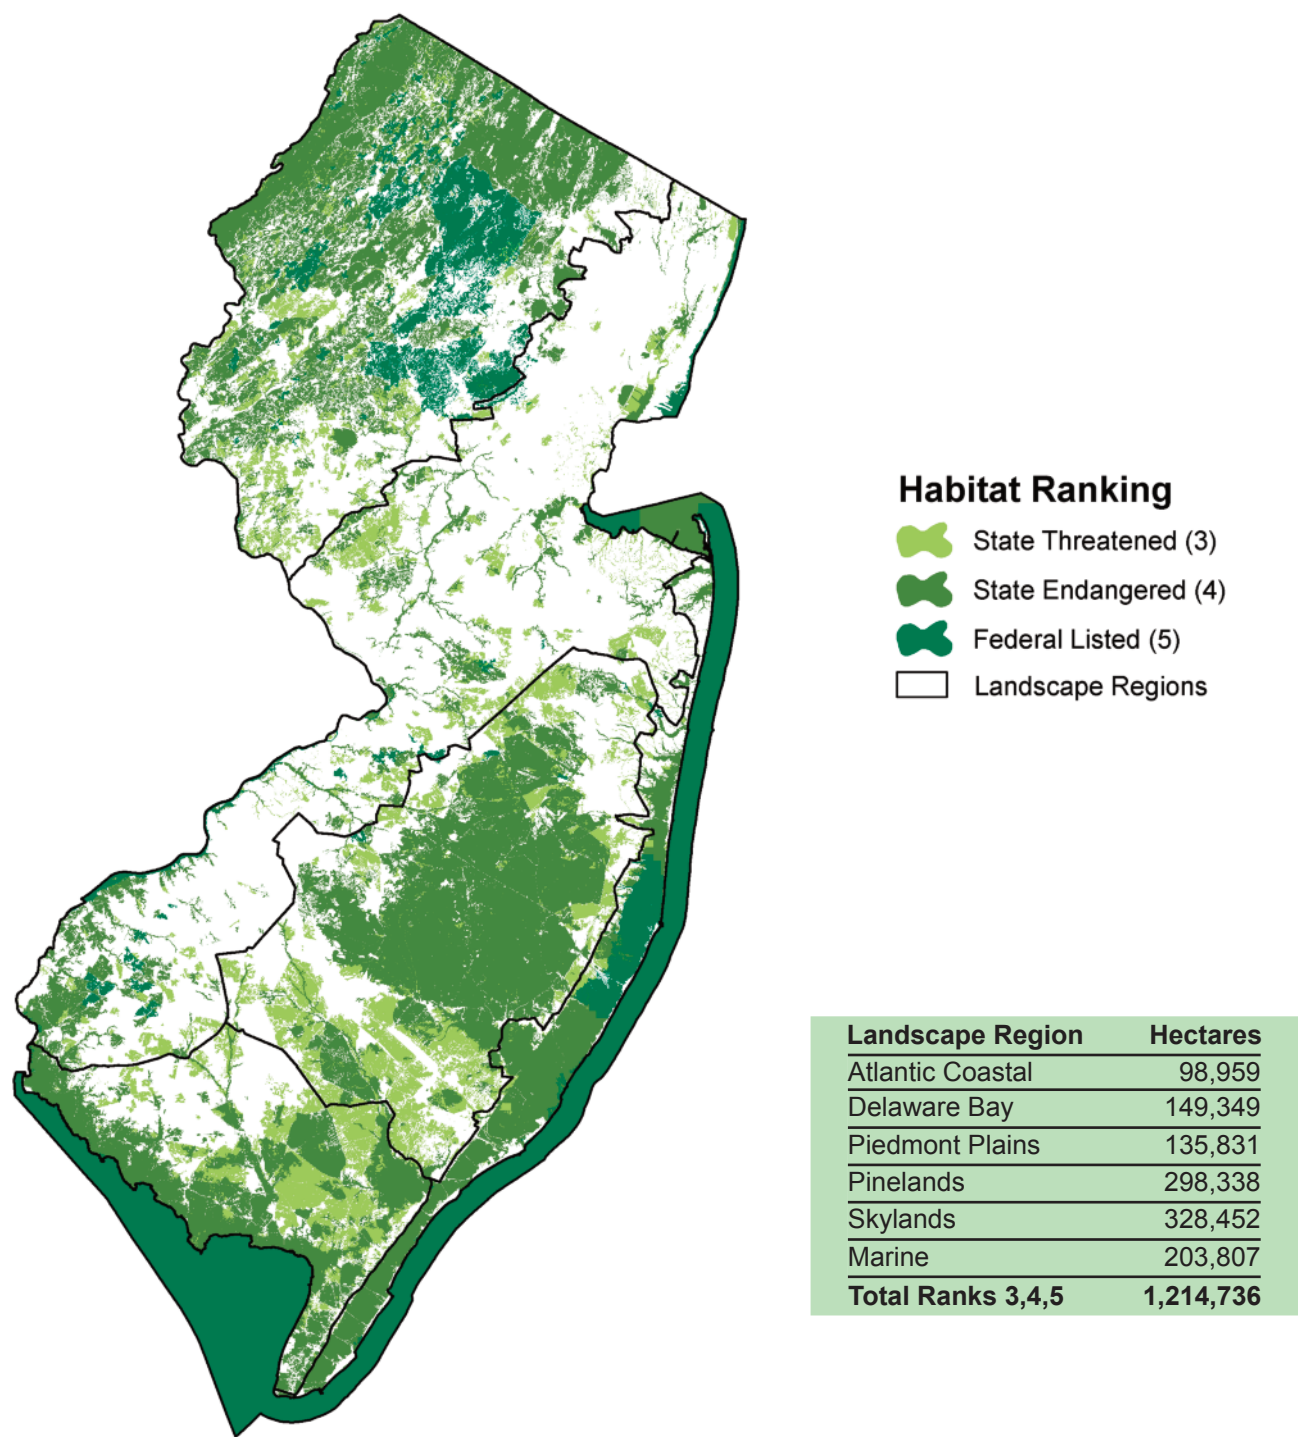 Habitat Ranking
State Threatened (3)
State Endangered (4)
Federal Listed (5)
Landscape Regions
Landscape Region Hectares
Atlantic Coastal 98,959
Delaware Bay 149,349
Piedmont Plains 135,831
Pinelands 298,338
Skylands 328,452
Marine 203,807
Total Ranks 3,4,5 1,214,736